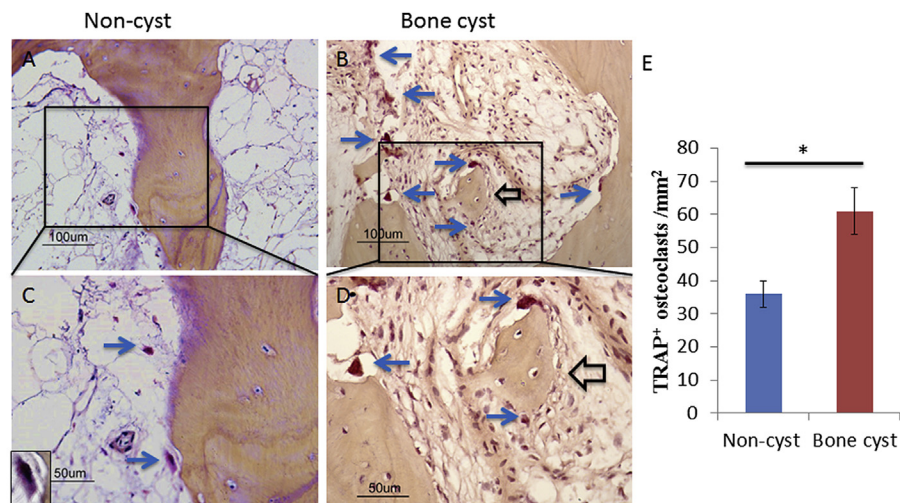 Non-cyst
Bone cyst
A
100um
B
100um
C
50um
D
50um
E
*
TRAP+ osteoclasts /mm2
80
70
60
50
40
30
20
10
0
Non-cyst
Bone cyst